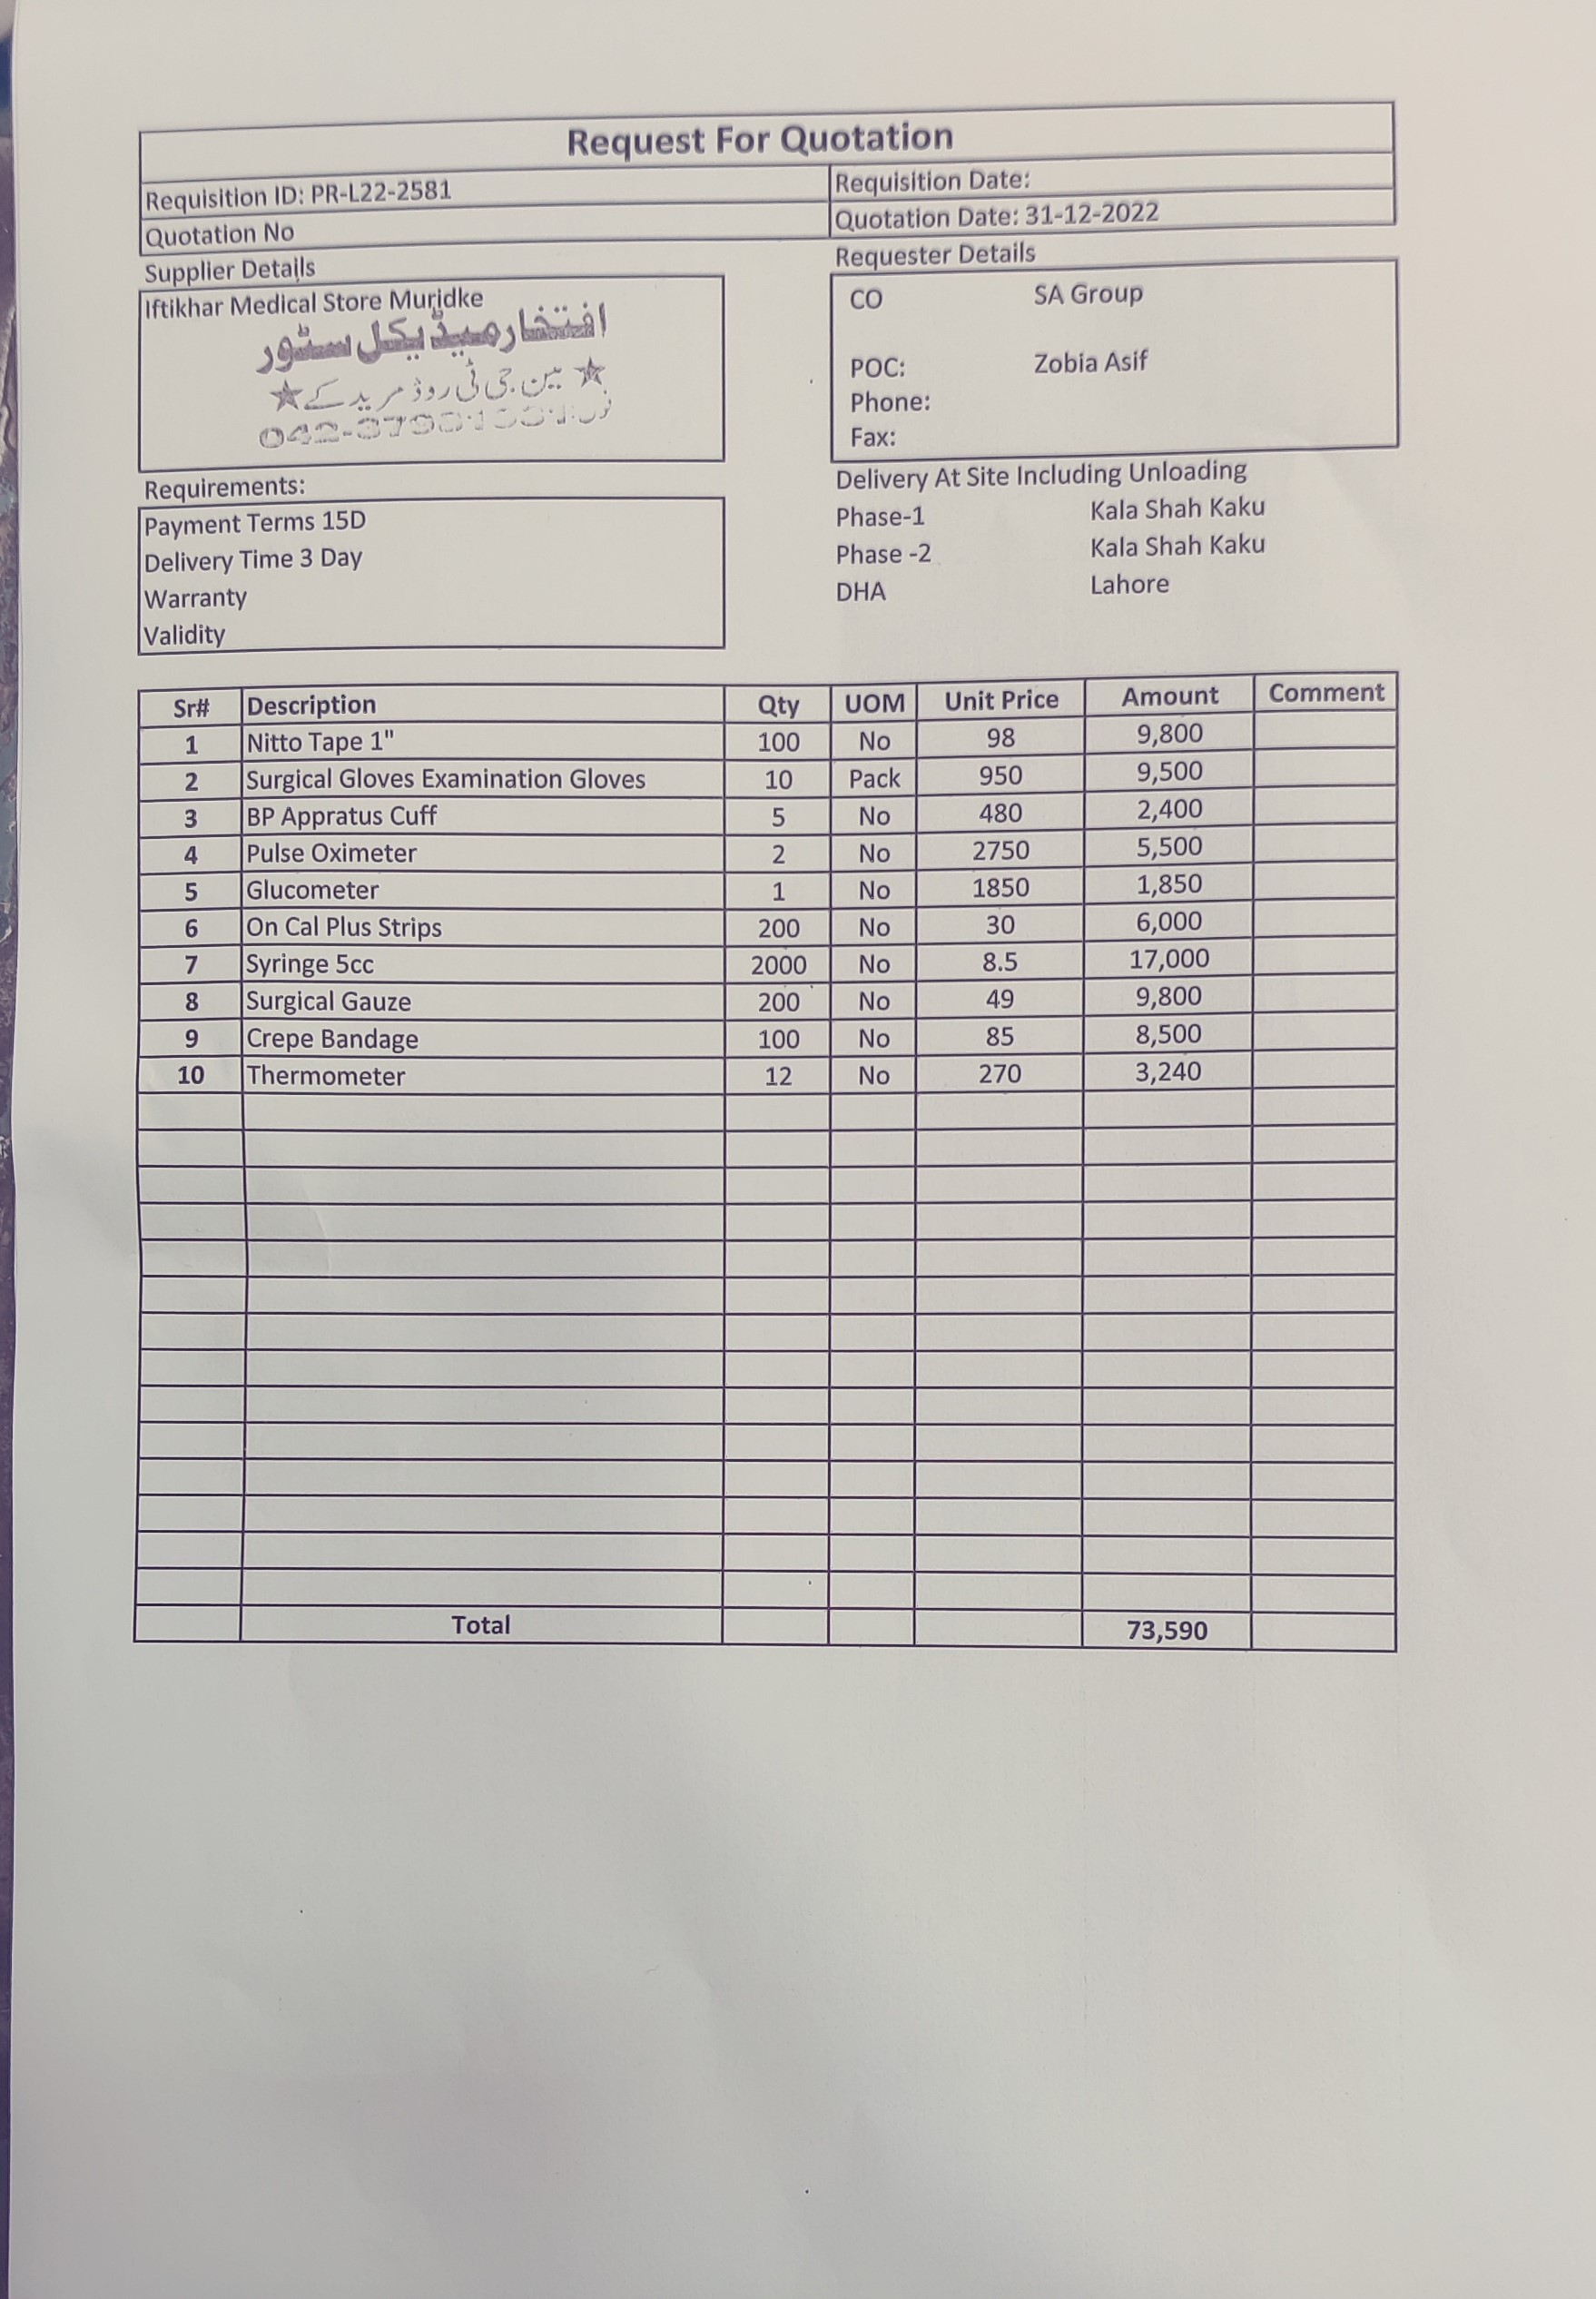 Request For Quotation
Requisition ID: PR-L22-2581
Requisition Date:
Quotation No
Quotation Date: 31-12-2022
Supplier Details
Iftikhar Medical Store Muridke
افتخار میڈیکل سٹور
★ مین جی ٹی روڈ مریدکے ★
Requester Details
CO SA Group
POC: Zobia Asif
Phone:
Fax:
Requirements:
Payment Terms 15D
Delivery Time 3 Day
Warranty
Validity
Delivery At Site Including Unloading
Phase-1 Kala Shah Kaku
Phase -2 Kala Shah Kaku
DHA Lahore
Sr# Description Qty UOM Unit Price Amount Comment
1 Nitto Tape 1" 100 No 98 9,800
2 Surgical Gloves Examination Gloves 10 Pack 950 9,500
3 BP Appratus Cuff 5 No 480 2,400
4 Pulse Oximeter 2 No 2750 5,500
5 Glucometer 1 No 1850 1,850
6 On Cal Plus Strips 200 No 30 6,000
7 Syringe 5cc 2000 No 8.5 17,000
8 Surgical Gauze 200 No 49 9,800
9 Crepe Bandage 100 No 85 8,500
10 Thermometer 12 No 270 3,240
Total 73,590